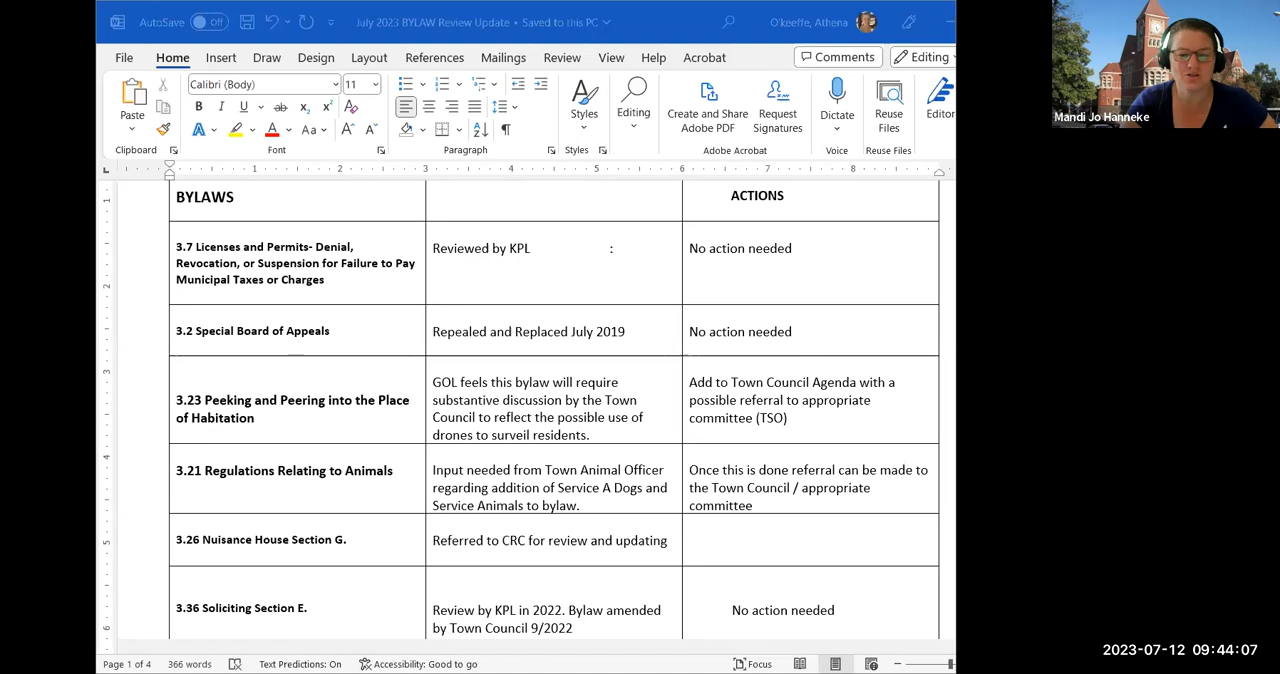 AutoSave Off July 2023 BYLAW Review Update • Saved to this PC O'keeffe, Athena
File Home Insert Draw Design Layout References Mailings Review View Help Acrobat Comments Editing
Calibri (Body) 11
Paste
Styles
Editing
Create and Share
Adobe PDF
Request
Signatures
Dictate
Reuse
Files
Editor
Clipboard Font Paragraph Styles Adobe Acrobat Voice Reuse Files
1 2 3 4 5 6 7 8
BYLAWS ACTIONS
3.7 Licenses and Permits- Denial,
Revocation, or Suspension for Failure to Pay
Municipal Taxes or Charges
Reviewed by KPL :
No action needed
3.2 Special Board of Appeals
Repealed and Replaced July 2019
No action needed
3.23 Peeking and Peering into the Place
of Habitation
GOL feels this bylaw will require
substantive discussion by the Town
Council to reflect the possible use of
drones to surveil residents.
Add to Town Council Agenda with a
possible referral to appropriate
committee (TSO)
3.21 Regulations Relating to Animals
Input needed from Town Animal Officer
regarding addition of Service A Dogs and
Service Animals to bylaw.
Once this is done referral can be made to
the Town Council / appropriate
committee
3.26 Nuisance House Section G.
Referred to CRC for review and updating
3.36 Soliciting Section E.
Review by KPL in 2022. Bylaw amended
by Town Council 9/2022
No action needed
Page 1 of 4 366 words Text Predictions: On Accessibility: Good to go Focus
Mandi Jo Hanneke
2023-07-12 09:44:07